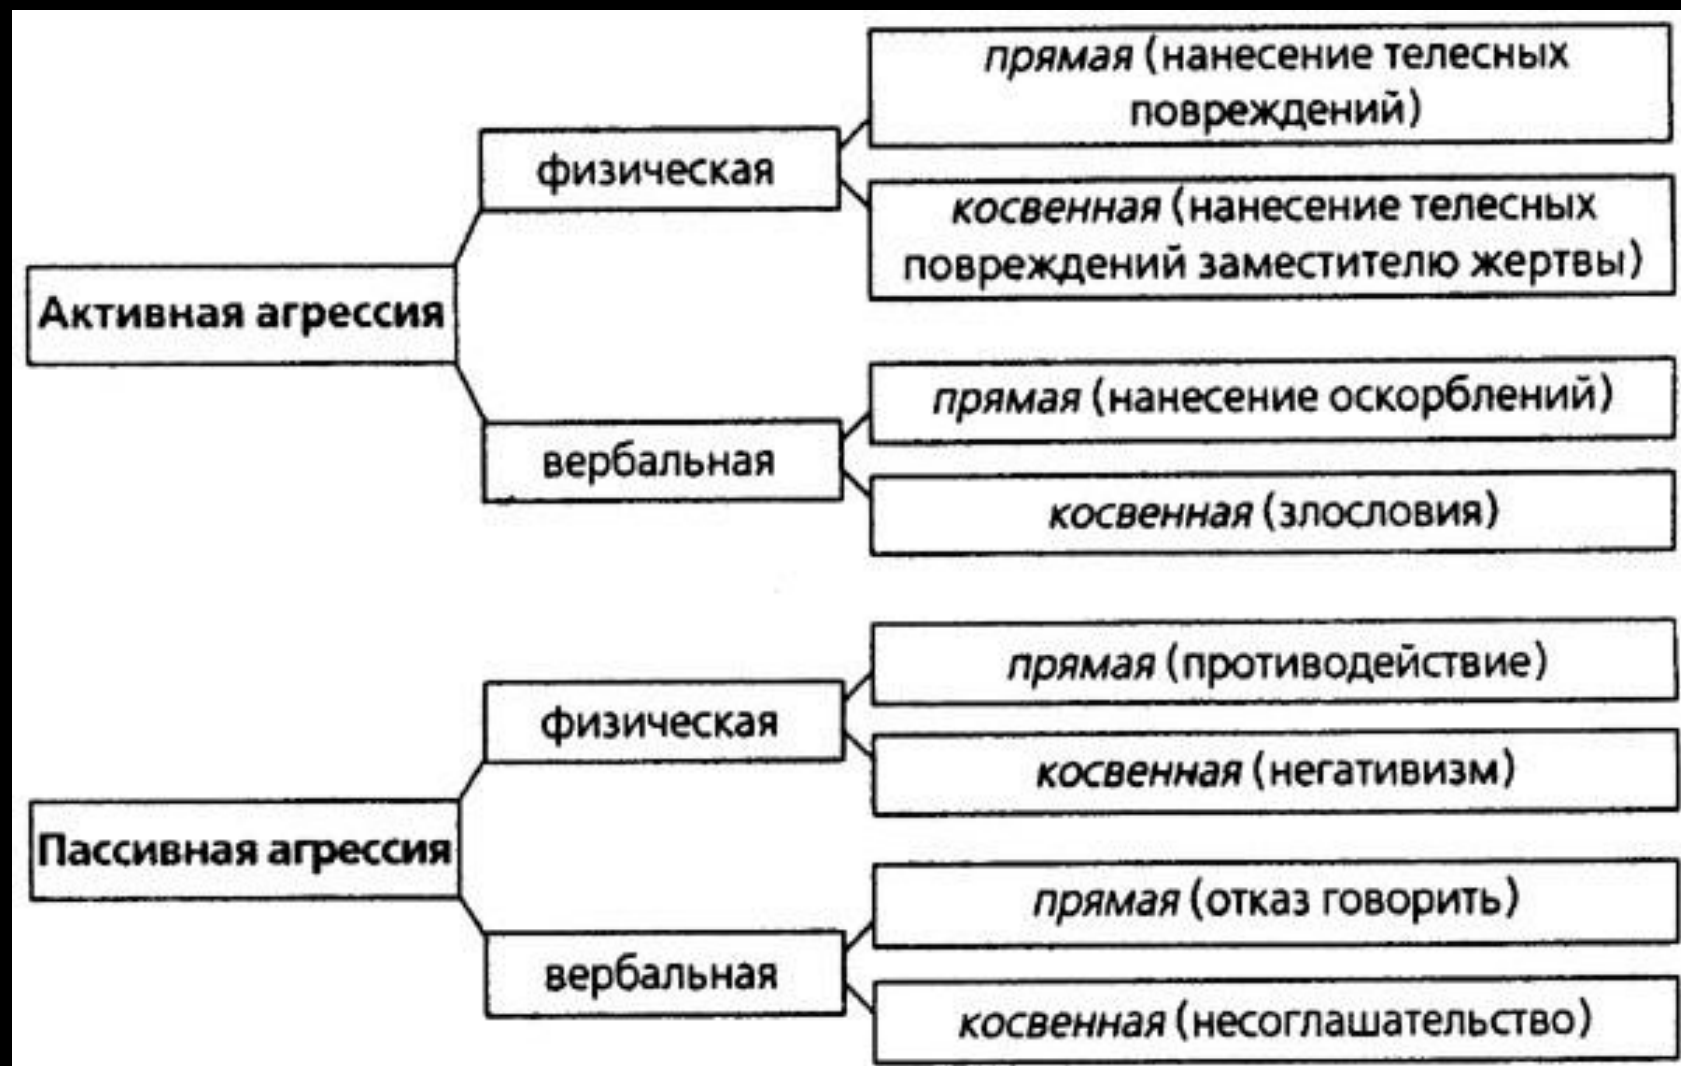 прямая (нанесение телесных
повреждений)
физическая
косвенная (нанесение телесных
повреждений заместителю жертвы)
Активная агрессия
прямая (нанесение оскорблений)
вербальная
косвенная (злословия)
прямая (противодействие)
физическая
косвенная (негативизм)
Пассивная агрессия
прямая (отказ говорить)
вербальная
косвенная (несоглашательство)